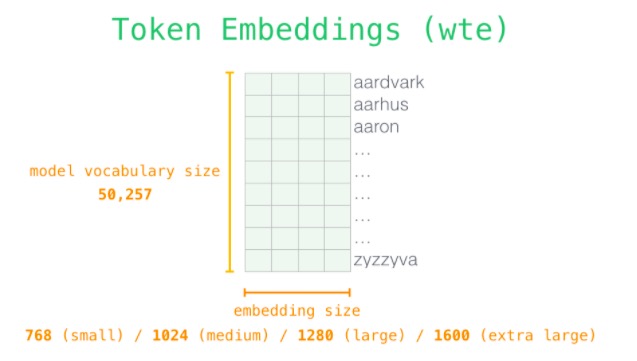 Token Embeddings (wte)
aardvark
aarhus
aaron
...
...
...
...
...
zyzzyva
model vocabulary size
50,257
embedding size
768 (small) / 1024 (medium) / 1280 (large) / 1600 (extra large)